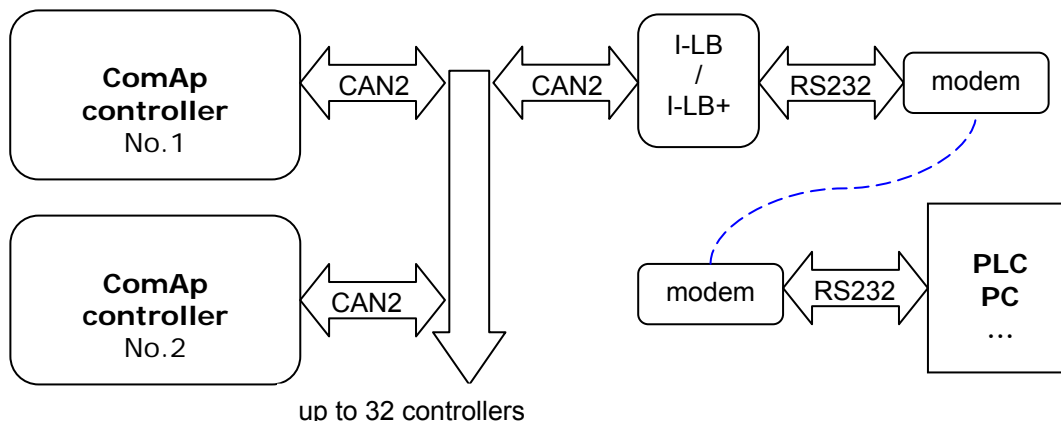 ComAp
controller
No.1
CAN2
CAN2
I-LB
/
I-LB+
RS232
modem
ComAp
controller
No.2
CAN2
modem
RS232
PLC
PC
...
up to 32 controllers